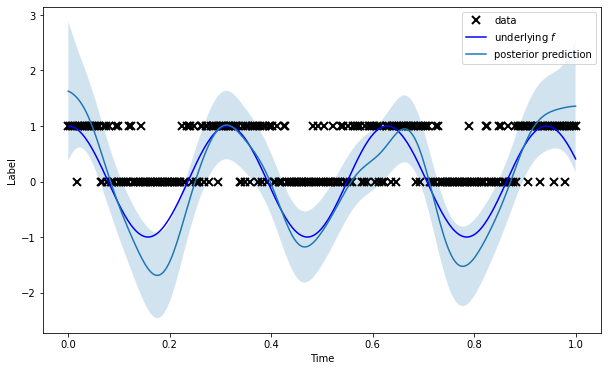 data
underlying f
posterior prediction
3
2
1
0
−1
−2
Label
0.0 0.2 0.4 0.6 0.8 1.0
Time